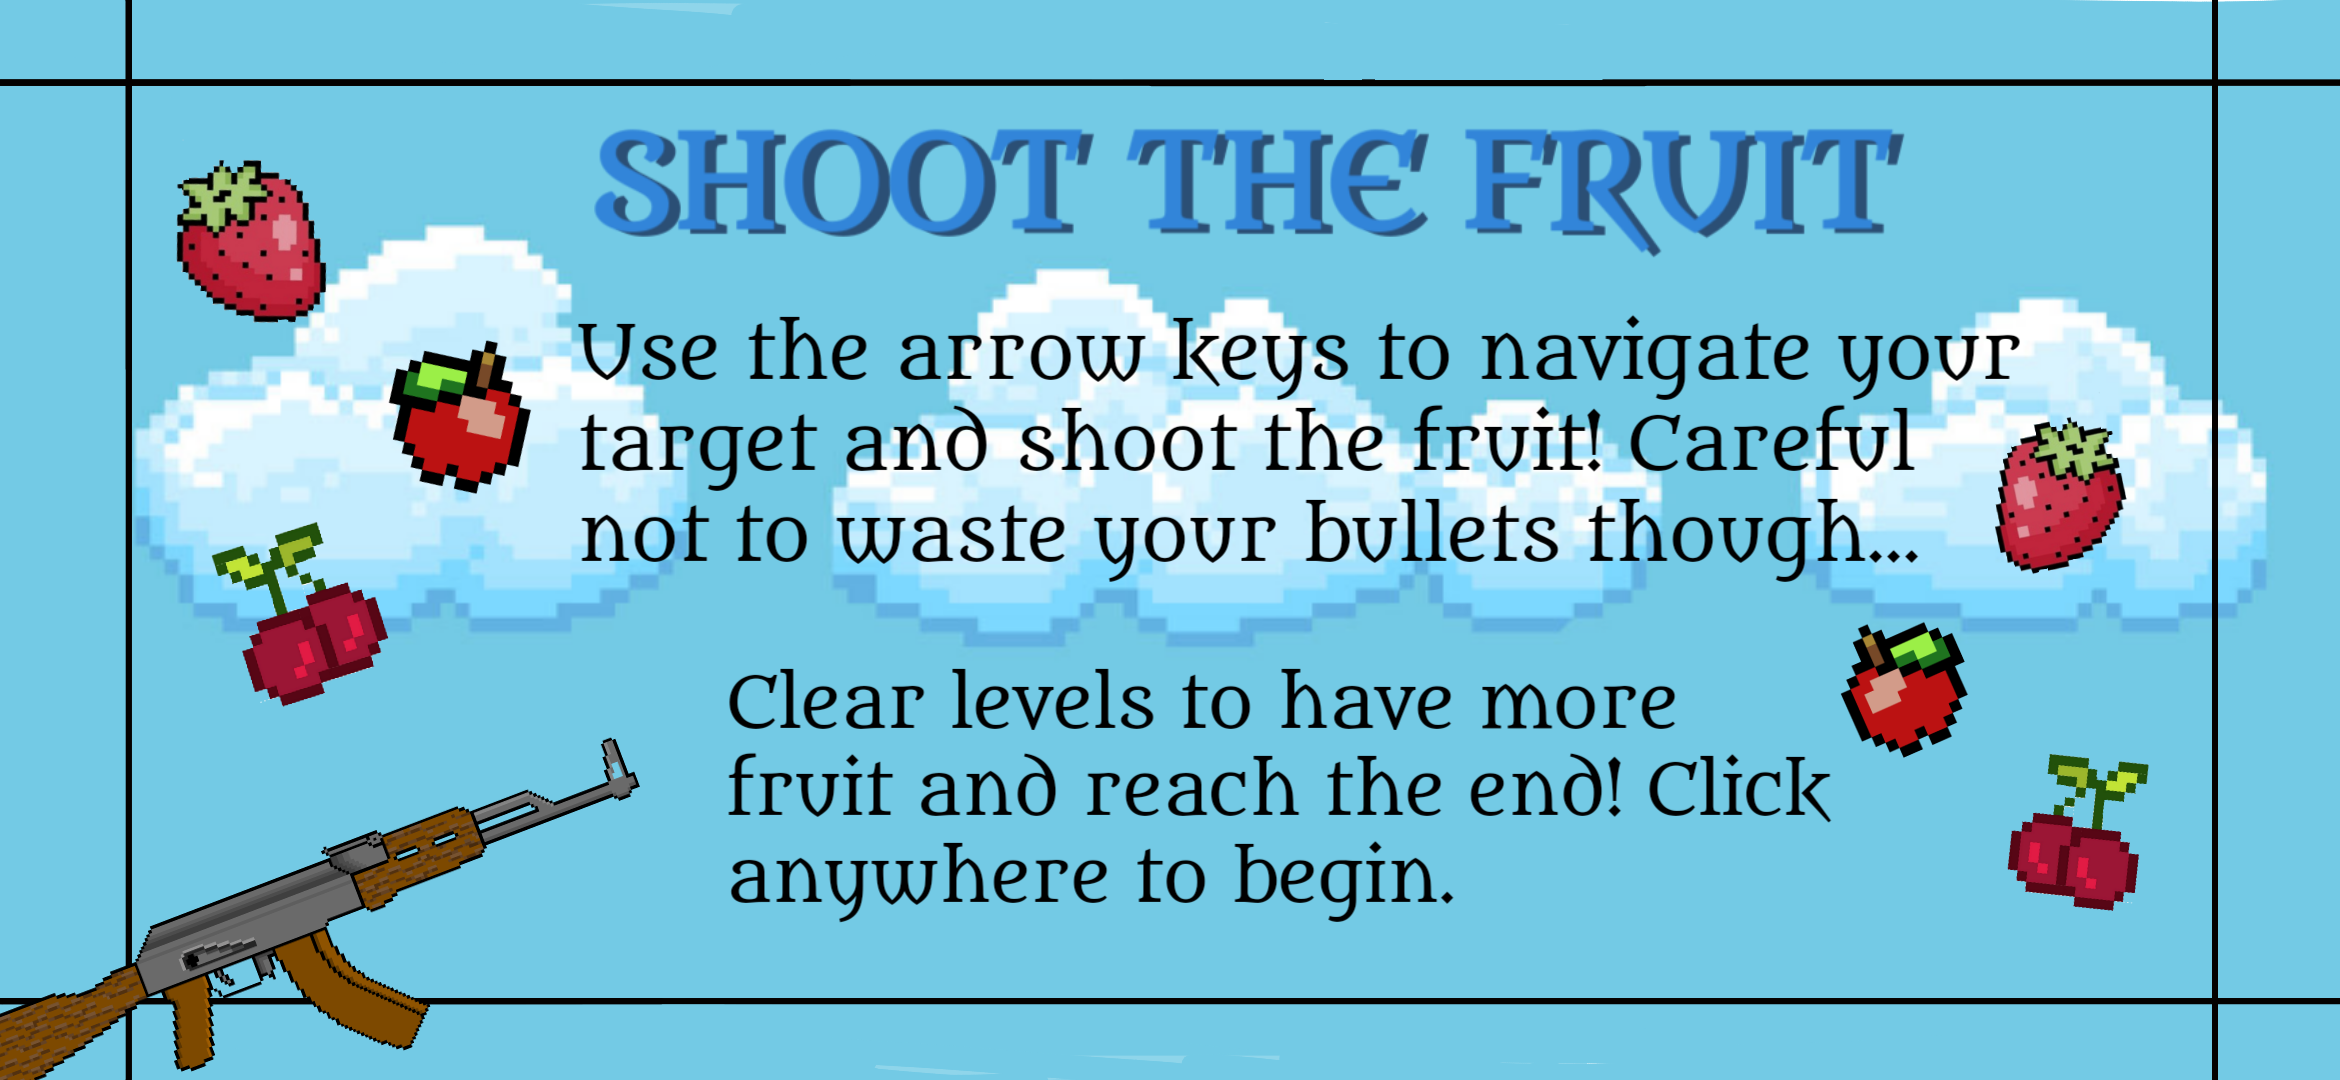 SHOOT THE FRUIT
Use the arrow keys to navigate your
target and shoot the fruit! Careful
not to waste your bullets though...
Clear levels to have more
fruit and reach the end! Click
anywhere to begin.